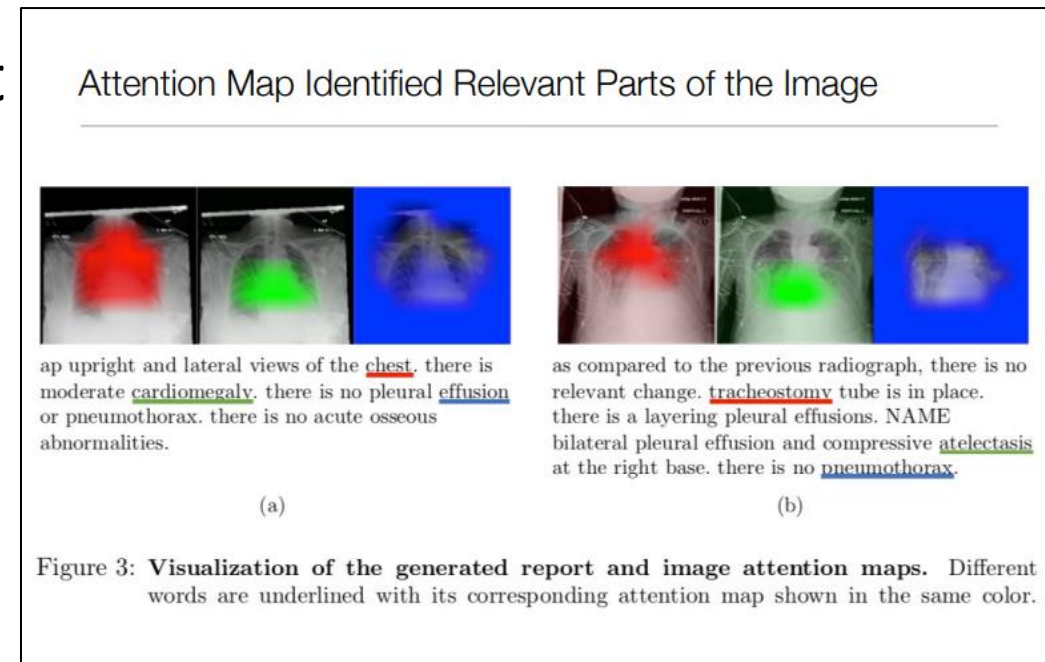 Attention Map Identified Relevant Parts of the Image
ap upright and lateral views of the chest. there is
moderate cardiomegaly. there is no pleural effusion
or pneumothorax. there is no acute osseous
abnormalities.
(a)
as compared to the previous radiograph, there is no
relevant change. tracheostomy tube is in place.
there is a layering pleural effusions. NAME
bilateral pleural effusion and compressive atelectasis
at the right base. there is no pneumothorax.
(b)
Figure 3: Visualization of the generated report and image attention maps. Different
words are underlined with its corresponding attention map shown in the same color.